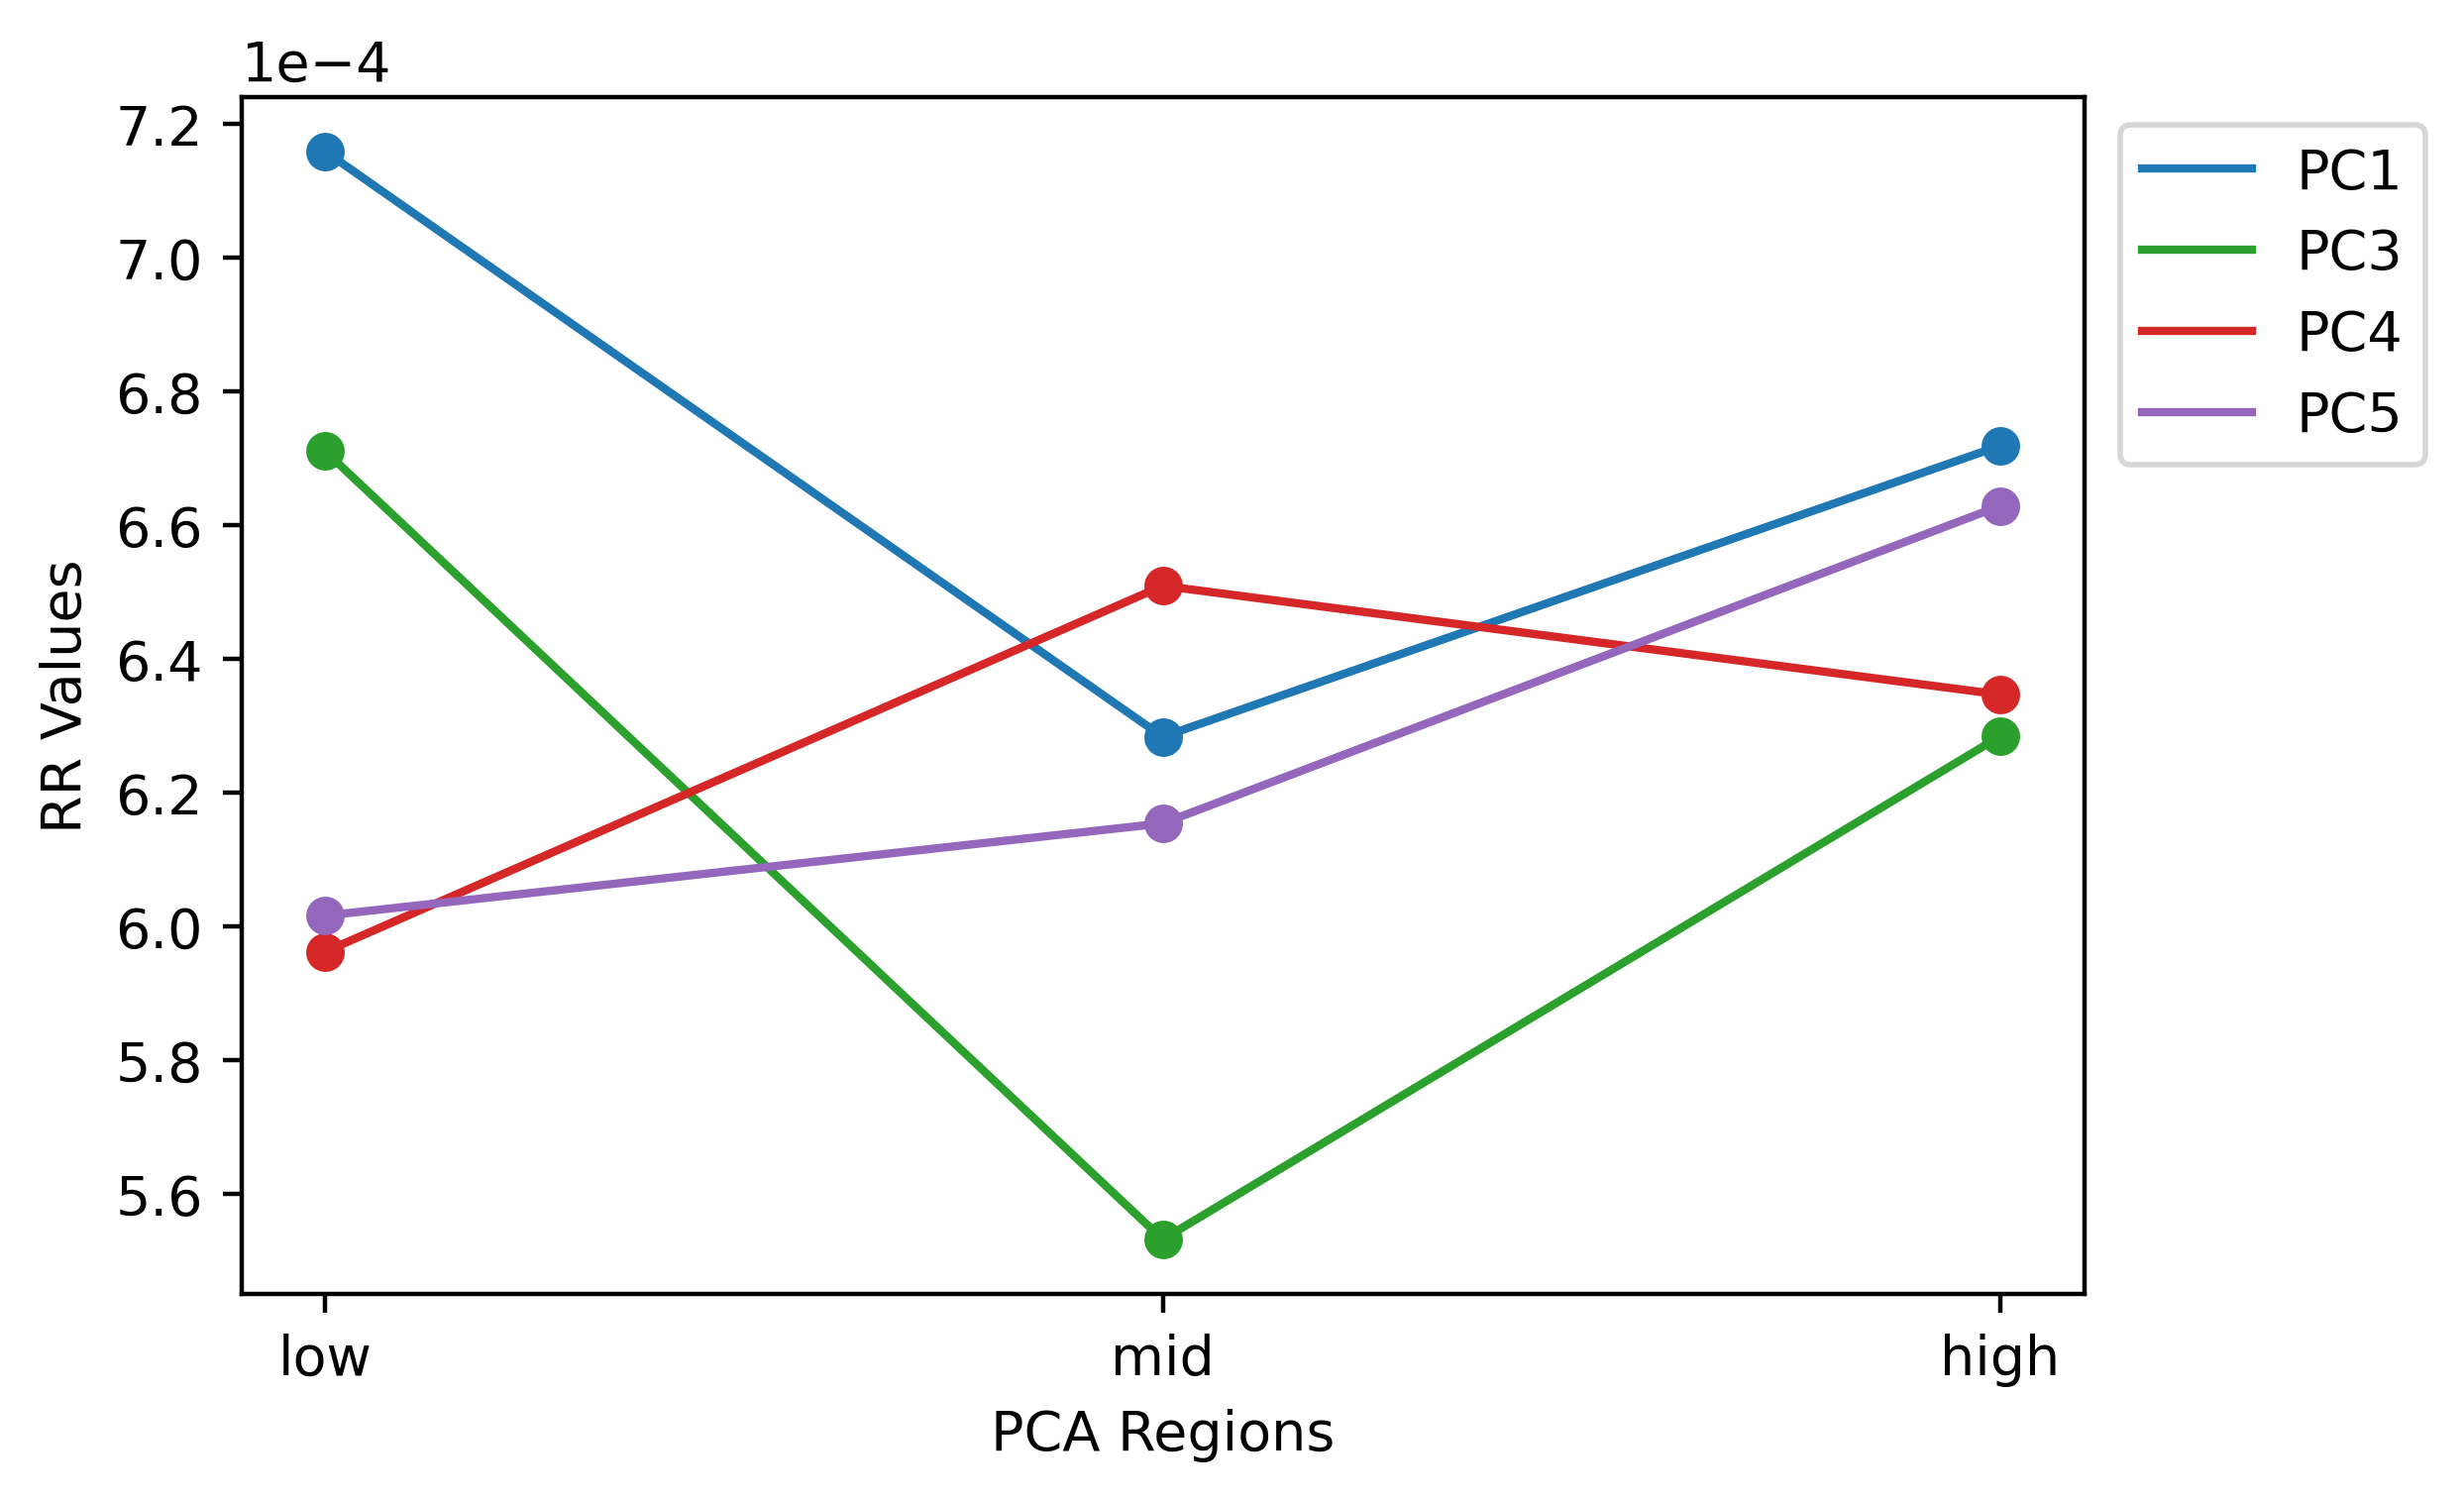 1e−4
7.2
7.0
6.8
6.6
6.4
6.2
6.0
5.8
5.6
RR Values
low
mid
high
PCA Regions
PC1
PC3
PC4
PC5